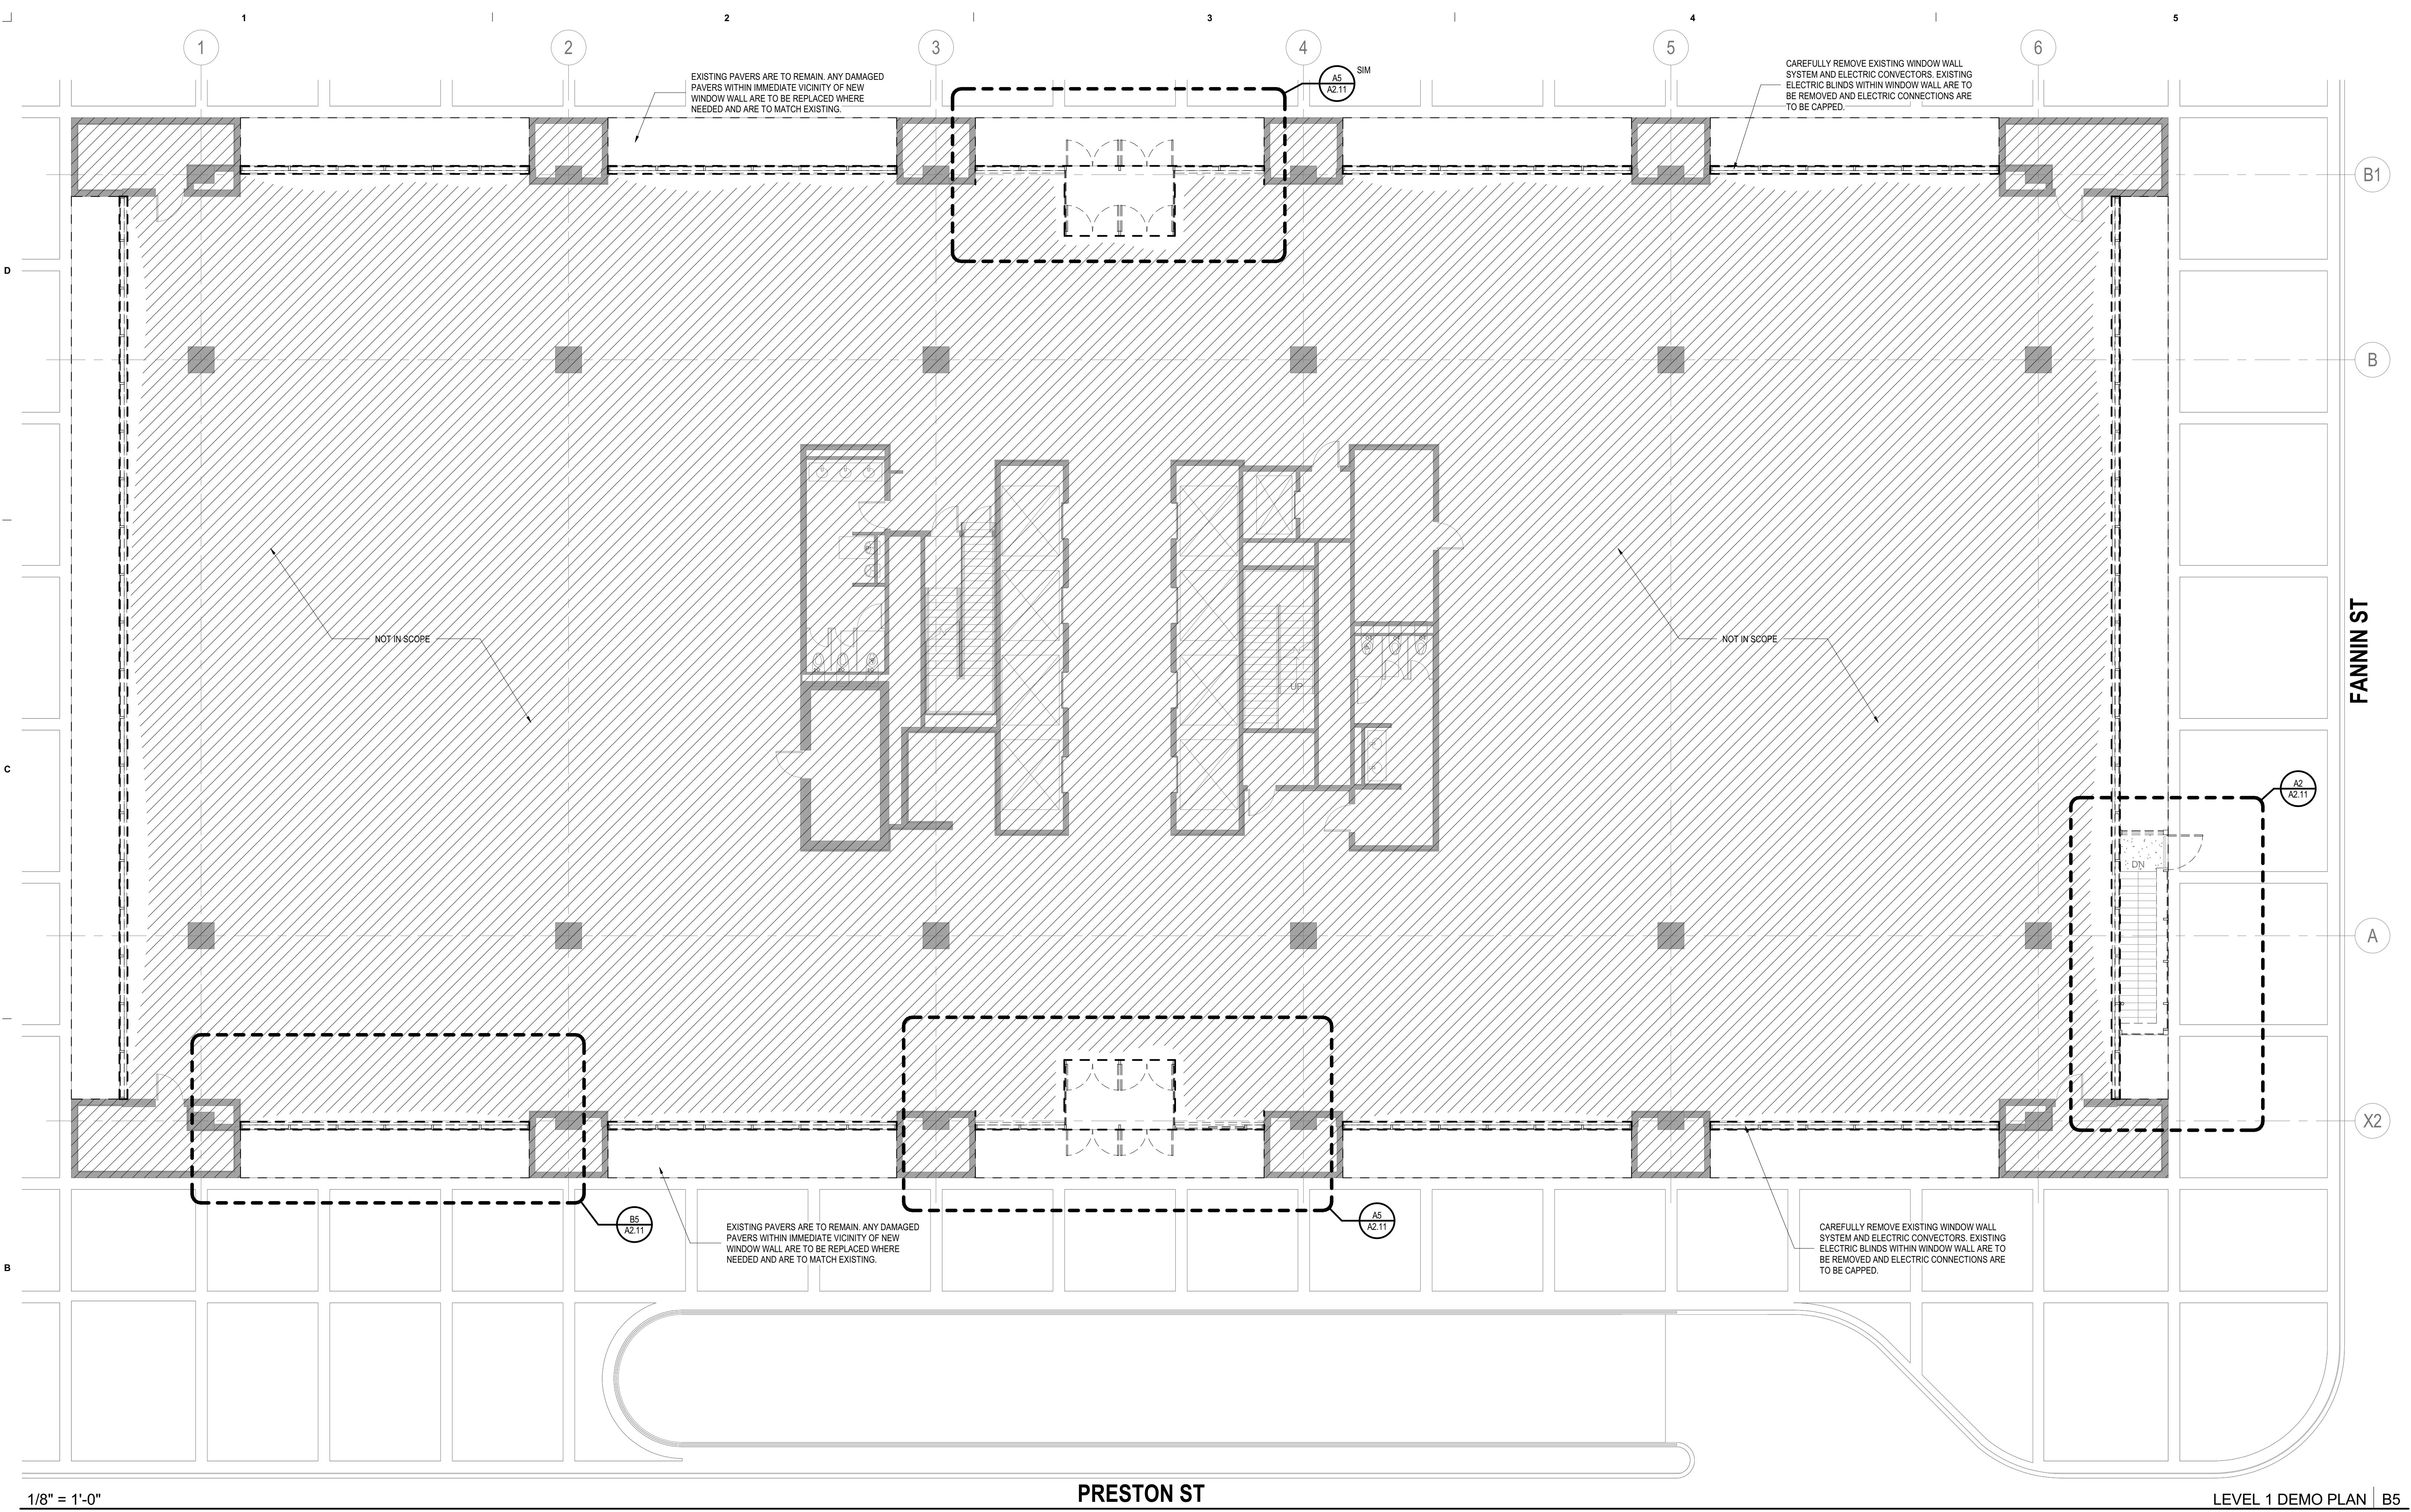 1 2 3 4 5
1 2 3 4 5 6
EXISTING PAVERS ARE TO REMAIN. ANY DAMAGED
PAVERS WITHIN IMMEDIATE VICINITY OF NEW
WINDOW WALL ARE TO BE REPLACED WHERE
NEEDED AND ARE TO MATCH EXISTING.
A5
A2.11
SIM
CAREFULLY REMOVE EXISTING WINDOW WALL
SYSTEM AND ELECTRIC CONVECTORS. EXISTING
ELECTRIC BLINDS WITHIN WINDOW WALL ARE TO
BE REMOVED AND ELECTRIC CONNECTIONS ARE
TO BE CAPPED.
B1
D
B
NOT IN SCOPE
NOT IN SCOPE
FANNIN ST
UP
C
A2
A2.11
DN
A
X2
B5
A2.11
A5
A2.11
EXISTING PAVERS ARE TO REMAIN. ANY DAMAGED
PAVERS WITHIN IMMEDIATE VICINITY OF NEW
WINDOW WALL ARE TO BE REPLACED WHERE
NEEDED AND ARE TO MATCH EXISTING.
CAREFULLY REMOVE EXISTING WINDOW WALL
SYSTEM AND ELECTRIC CONVECTORS. EXISTING
ELECTRIC BLINDS WITHIN WINDOW WALL ARE TO
BE REMOVED AND ELECTRIC CONNECTIONS ARE
TO BE CAPPED.
B
1/8" = 1'-0"
PRESTON ST
LEVEL 1 DEMO PLAN B5